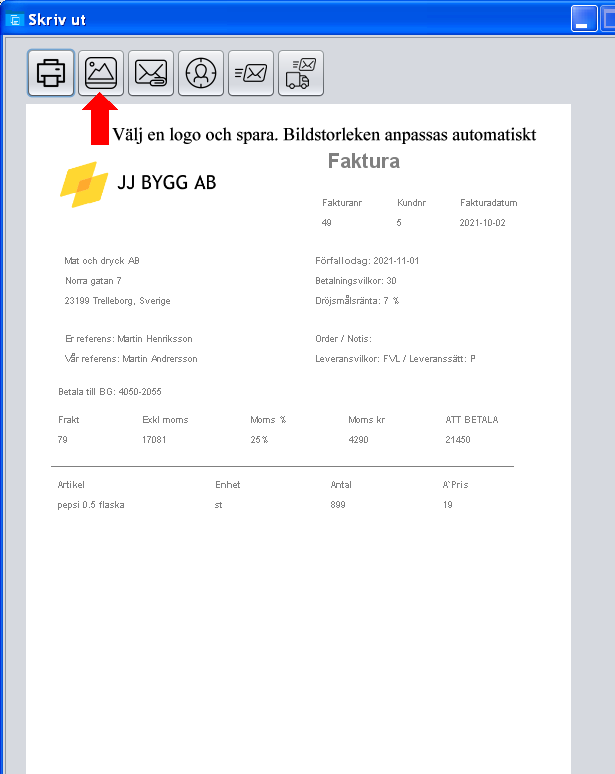 Skriv ut
Välj en logo och spara. Bildstorleken anpassas automatiskt
Faktura
JJ BYGG AB
Fakturanr Kundnr Fakturadatum
49 5 2021-10-02
Mat och dryck AB Förfallodag: 2021-11-01
Norra gatan 7 Betalningsvilkor: 30
23199 Trelleborg, Sverige Dröjsmålsränta: 7 %
Er referens: Martin Henriksson Order / Notis:
Vår referens: Martin Andrersson Leveransvilkor: FVL / Leveranssätt: P
Betala till BG: 4050-2055
Frakt Exkl moms Moms % Moms kr ATT BETALA
79 17081 25% 4290 21450
Artikel Enhet Antal A`Pris
pepsi 0.5 flaska st 899 19